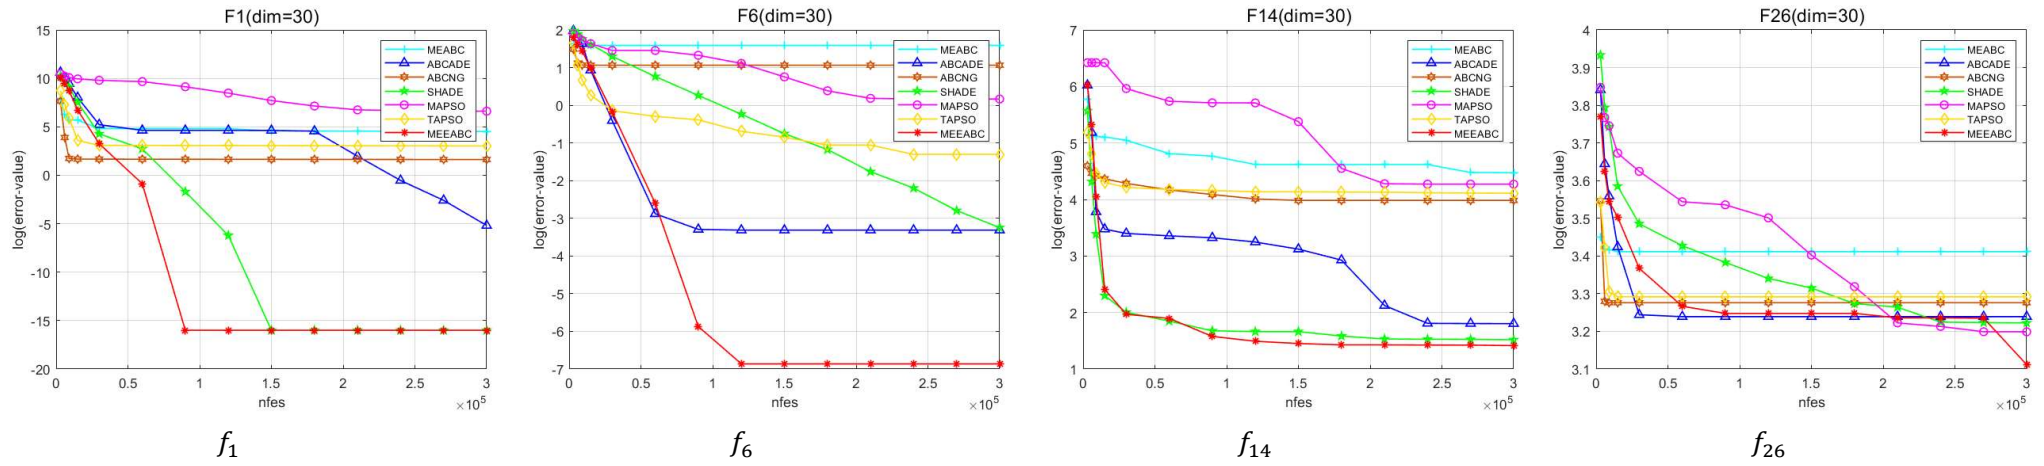 F1(dim=30)
log(error-value)
15
10
5
0
-5
-10
-15
-20
0
0.5
1
1.5
2
2.5
3
nfes
×10^5
MEABC
ABCADE
ABCNG
SHADE
MAPSO
TAPSO
MEEABC
f_1
F6(dim=30)
log(error-value)
2
1
0
-1
-2
-3
-4
-5
-6
-7
0
0.5
1
1.5
2
2.5
3
nfes
×10^5
MEABC
ABCADE
ABCNG
SHADE
MAPSO
TAPSO
MEEABC
f_6
F14(dim=30)
log(error-value)
7
6
5
4
3
2
1
0
0.5
1
1.5
2
2.5
3
nfes
×10^5
MEABC
ABCADE
ABCNG
SHADE
MAPSO
TAPSO
MEEABC
f_14
F26(dim=30)
log(error-value)
4
3.9
3.8
3.7
3.6
3.5
3.4
3.3
3.2
3.1
0
0.5
1
1.5
2
2.5
3
nfes
×10^5
MEABC
ABCADE
ABCNG
SHADE
MAPSO
TAPSO
MEEABC
f_26